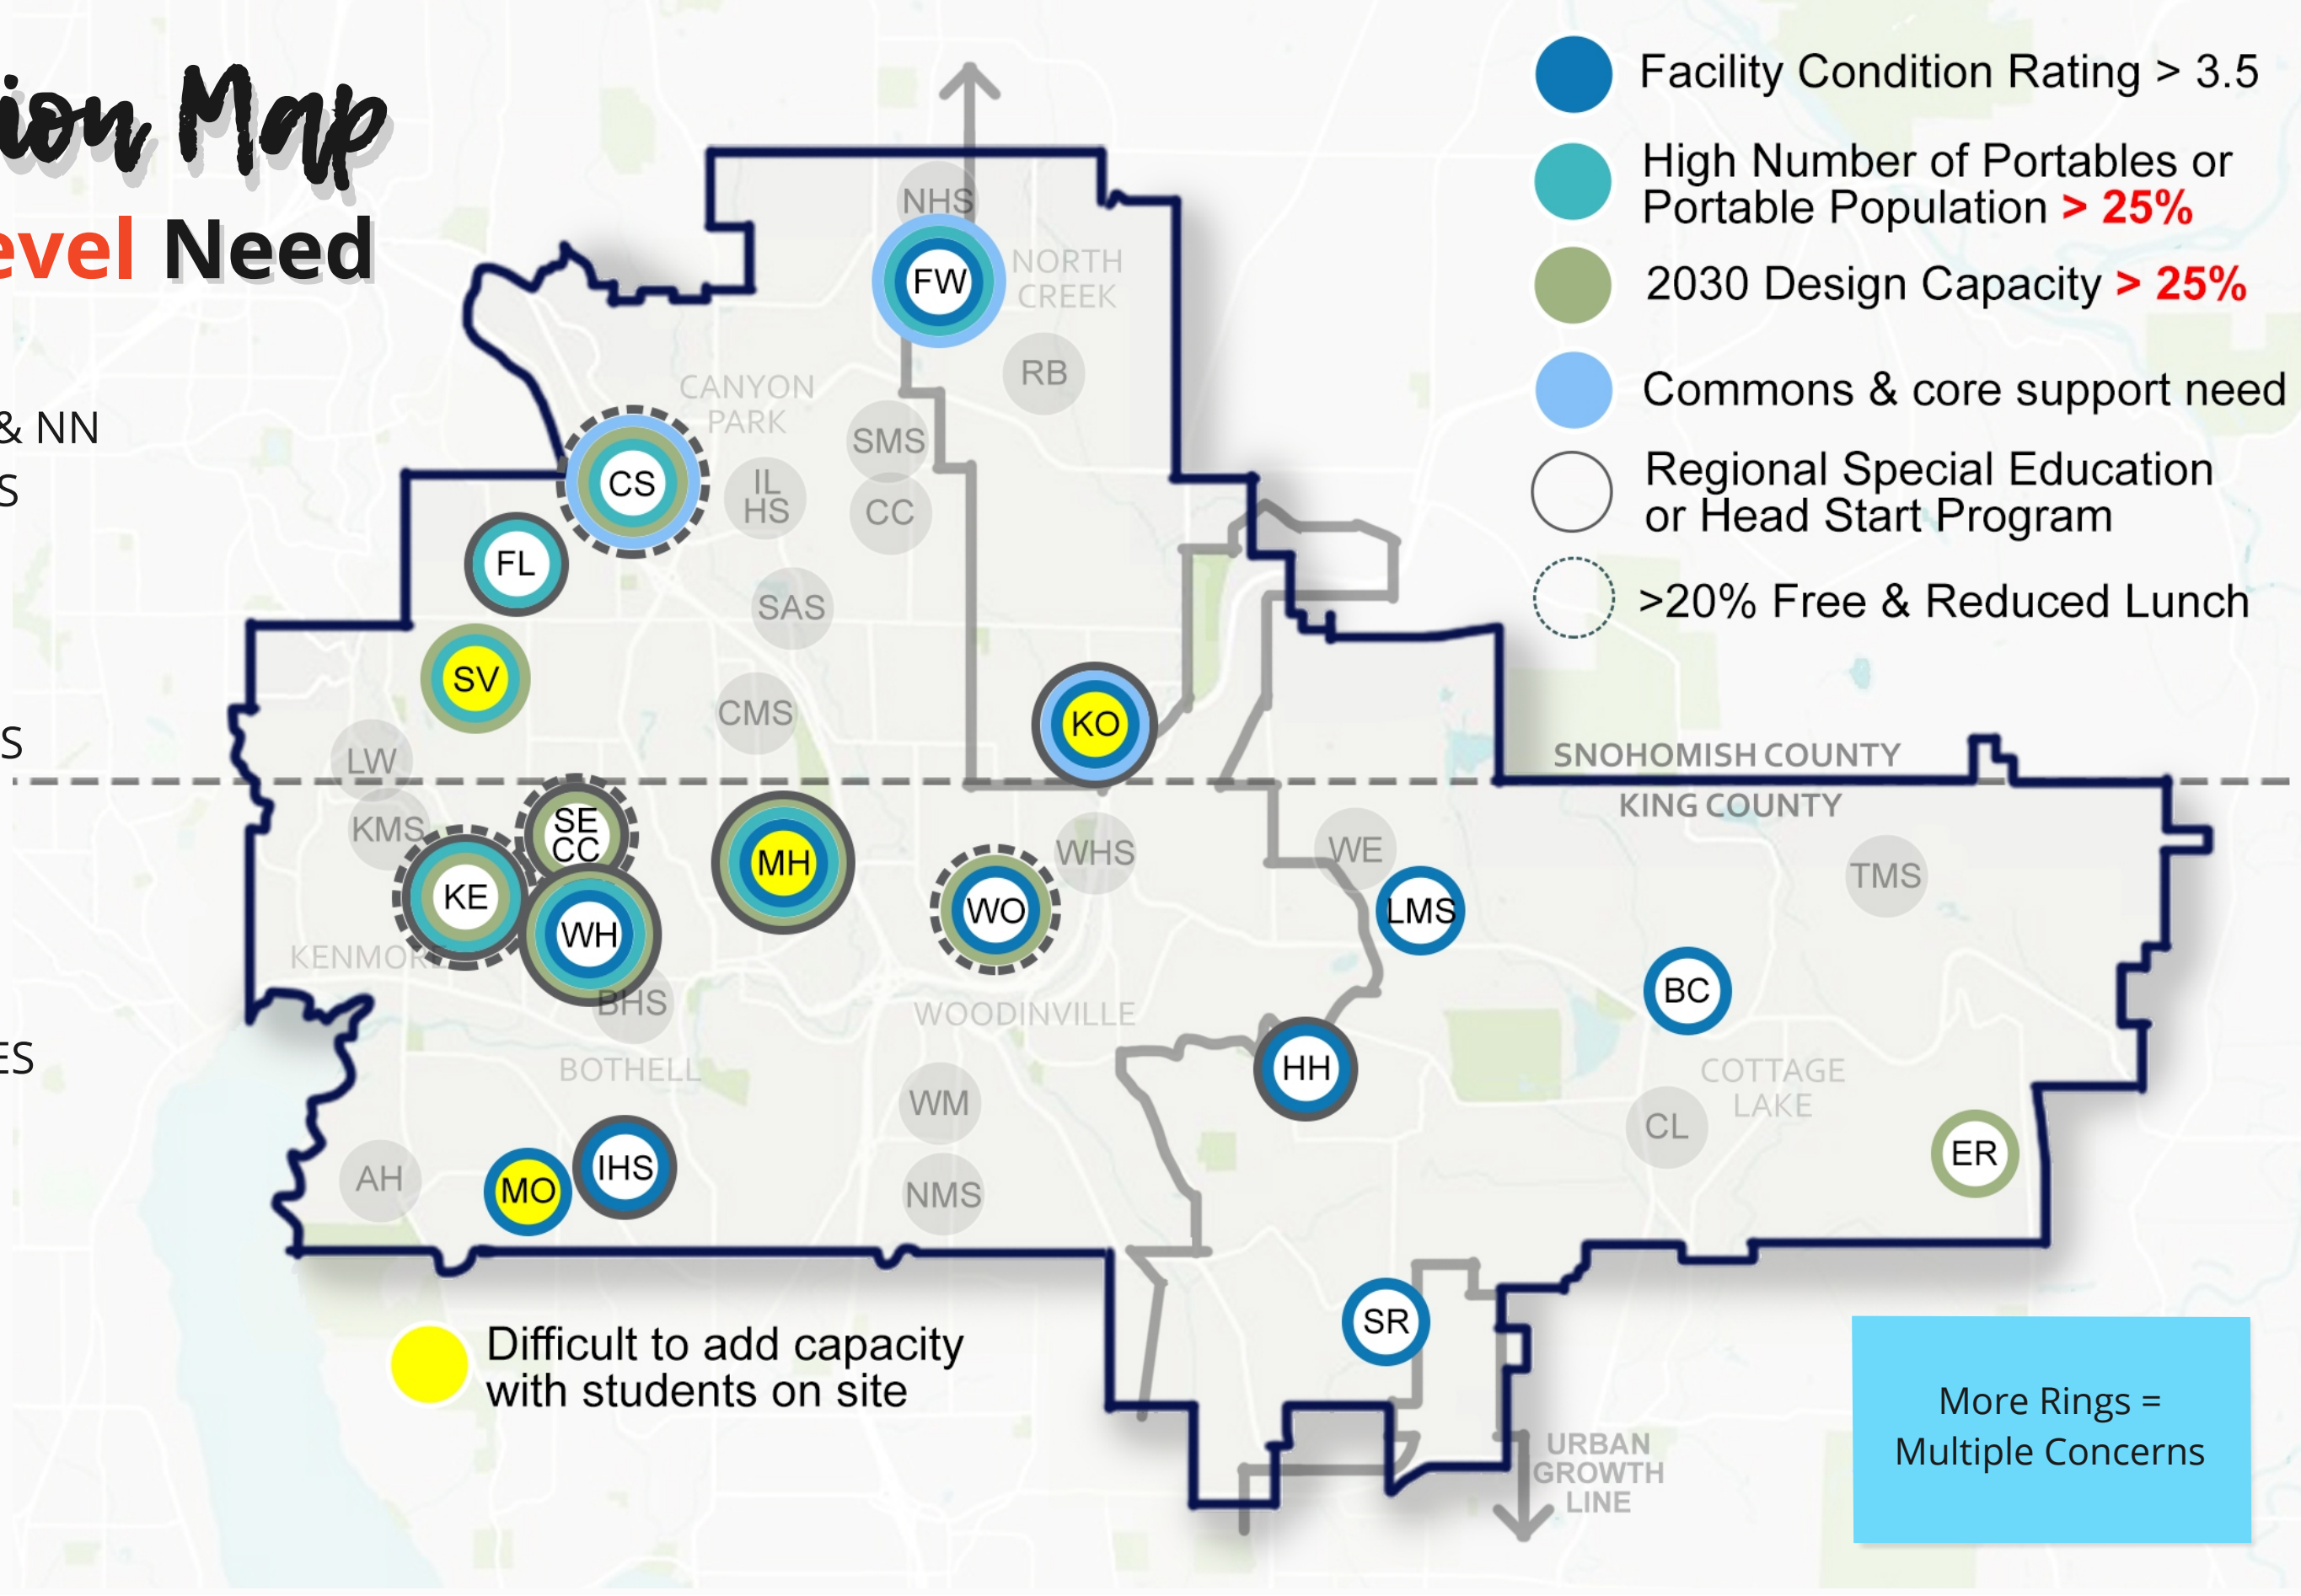 ion Map
evel Need
& NN
S
S
ES
Facility Condition Rating > 3.5
High Number of Portables or
Portable Population > 25%
2030 Design Capacity > 25%
Commons & core support need
Regional Special Education
or Head Start Program
>20% Free & Reduced Lunch
NHS
FW
NORTH
CREEK
RB
CANYON
PARK
SMS
CS
IL
HS
CC
FL
SAS
SV
CMS
KO
LW
SNOHOMISH COUNTY
KING COUNTY
KMS
SE
CC
MH
WHS
WE
TMS
KE
WO
LMS
WH
KENMORE
BHS
WOODINVILLE
BC
BOTHELL
HH
COTTAGE
LAKE
WM
CL
ER
AH
MO
IHS
NMS
SR
Difficult to add capacity
with students on site
URBAN
GROWTH
LINE
More Rings =
Multiple Concerns